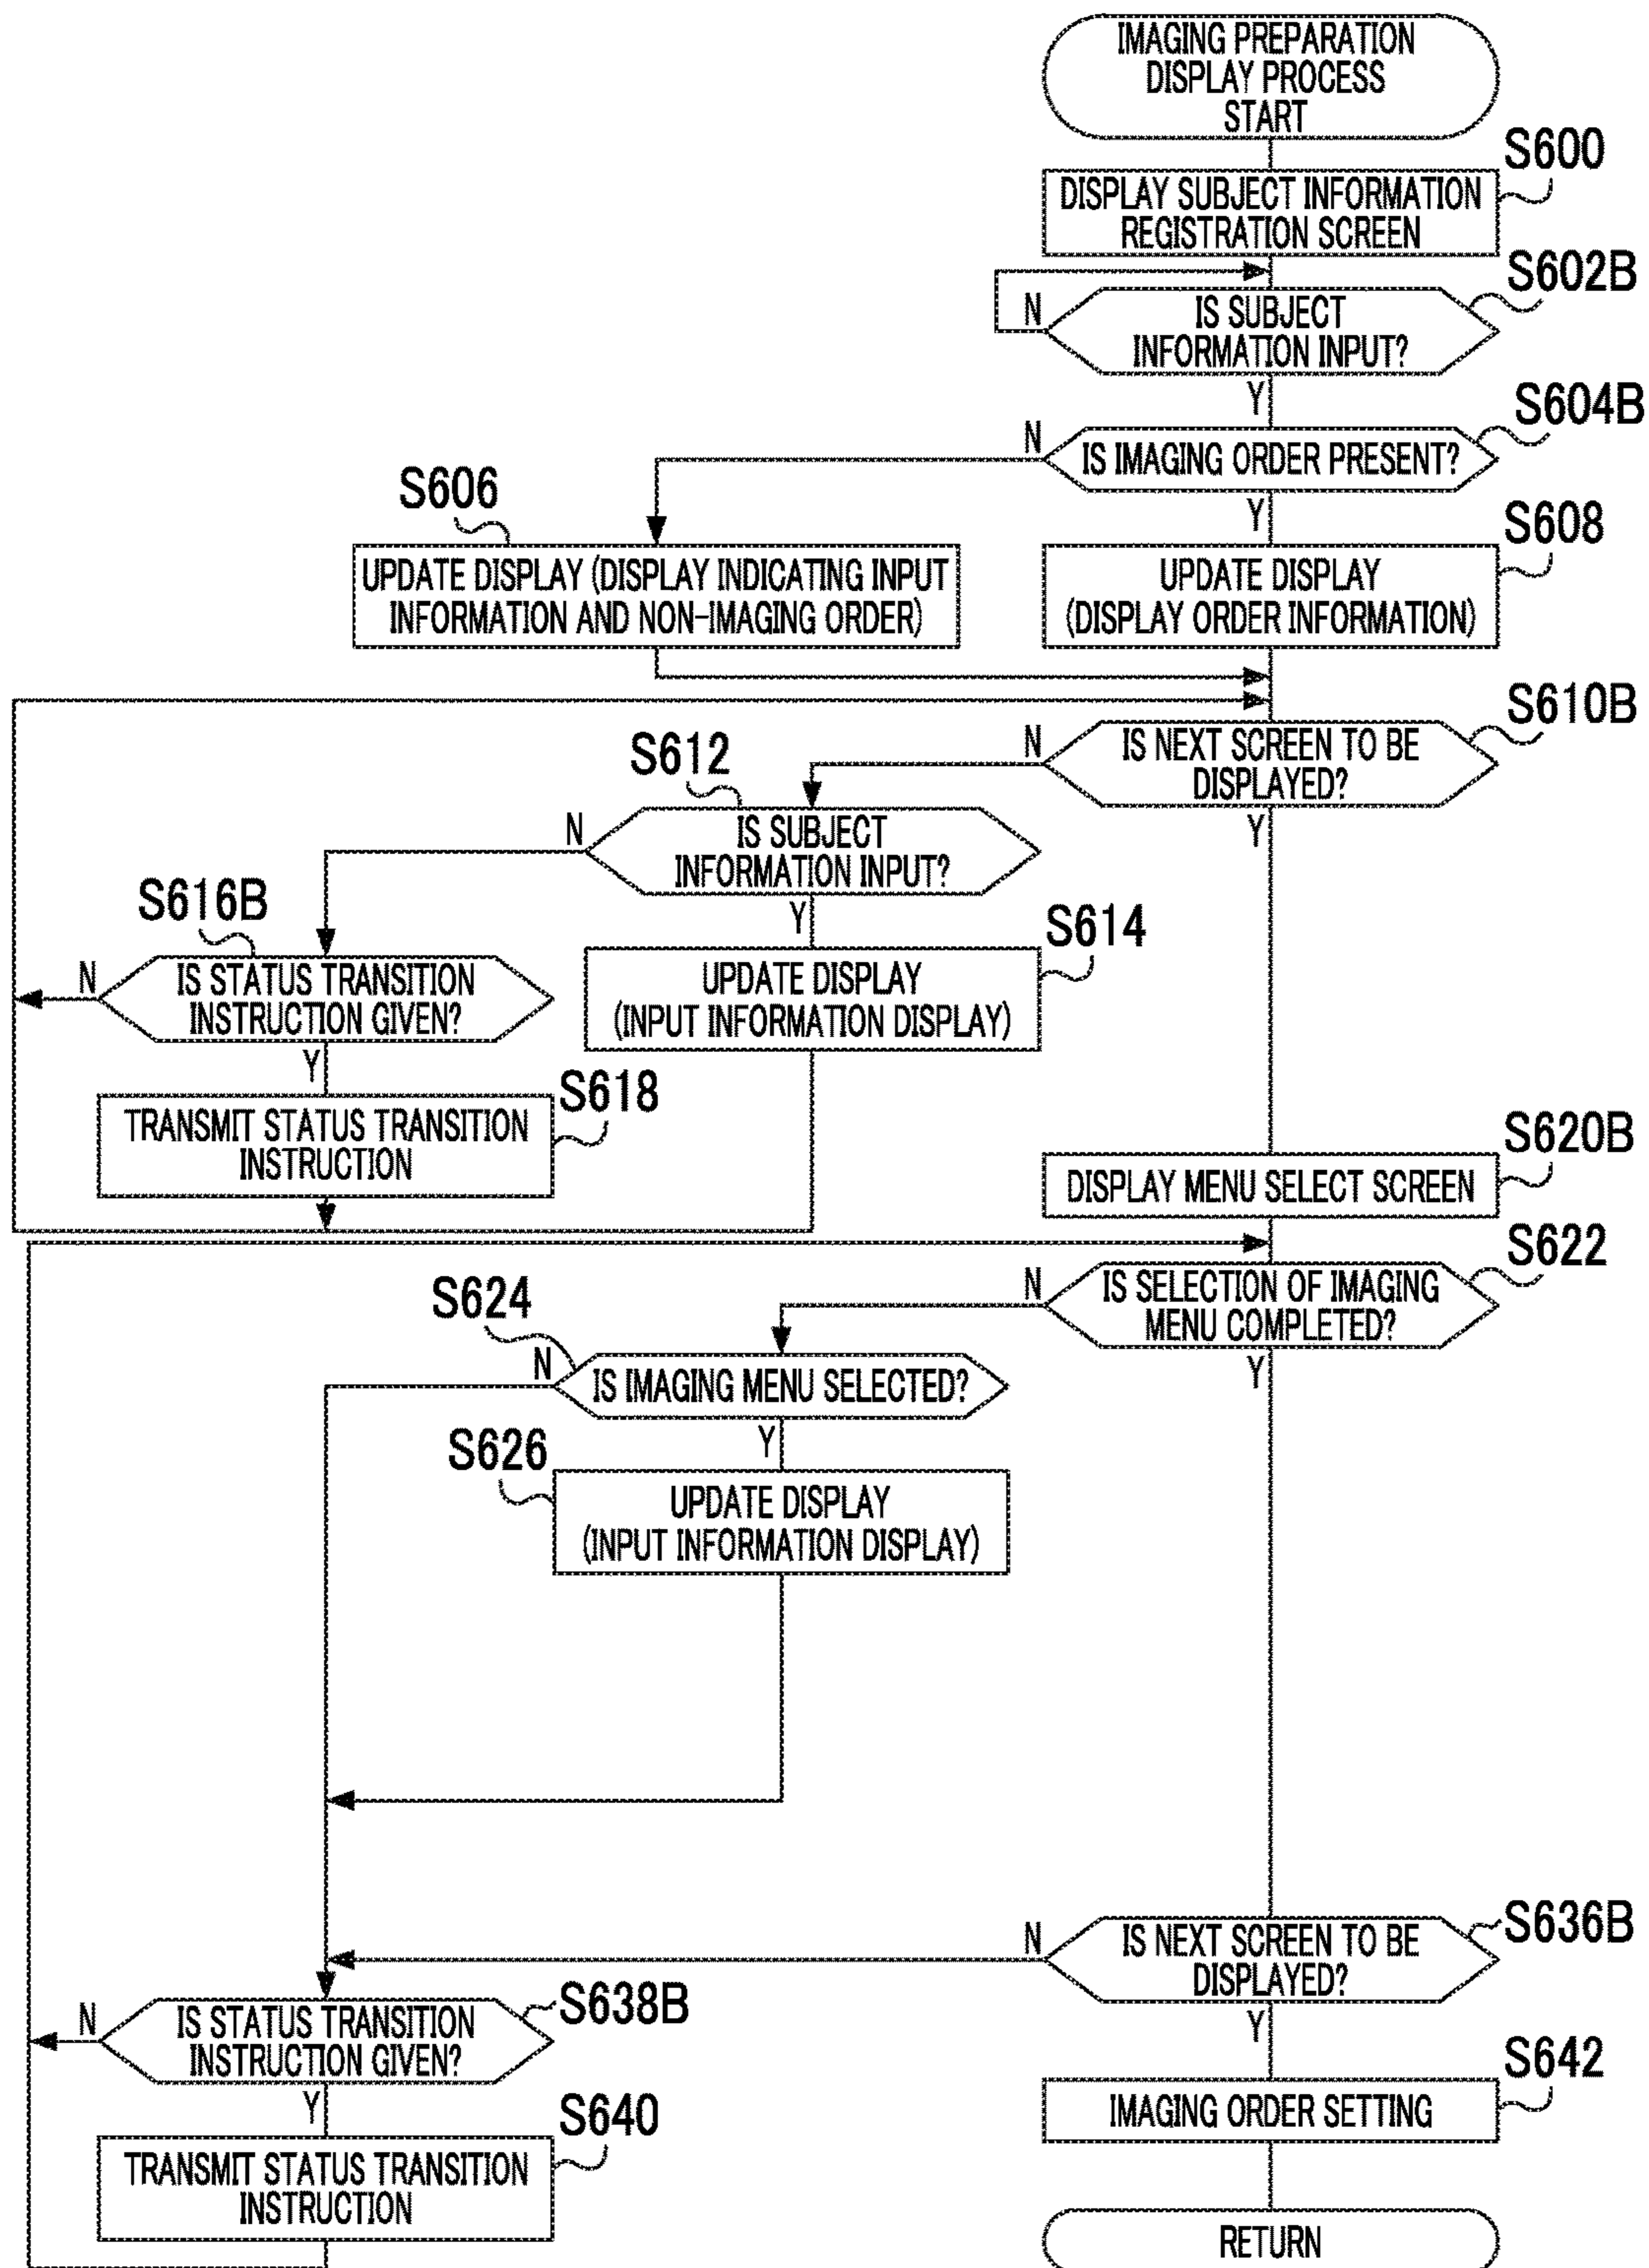 IMAGING PREPARATION
DISPLAY PROCESS
START
S600
DISPLAY SUBJECT INFORMATION
REGISTRATION SCREEN
S602B
N
IS SUBJECT
INFORMATION INPUT?
Y
S604B
N
IS IMAGING ORDER PRESENT?
Y
S606
UPDATE DISPLAY (DISPLAY INDICATING INPUT
INFORMATION AND NON-IMAGING ORDER)
S608
UPDATE DISPLAY
(DISPLAY ORDER INFORMATION)
S610B
N
IS NEXT SCREEN TO BE
DISPLAYED?
Y
S612
N
IS SUBJECT
INFORMATION INPUT?
Y
S614
UPDATE DISPLAY
(INPUT INFORMATION DISPLAY)
S616B
N
IS STATUS TRANSITION
INSTRUCTION GIVEN?
Y
S618
TRANSMIT STATUS TRANSITION
INSTRUCTION
S620B
DISPLAY MENU SELECT SCREEN
S622
N
IS SELECTION OF IMAGING
MENU COMPLETED?
Y
S624
N
IS IMAGING MENU SELECTED?
Y
S626
UPDATE DISPLAY
(INPUT INFORMATION DISPLAY)
S636B
N
IS NEXT SCREEN TO BE
DISPLAYED?
Y
S638B
N
IS STATUS TRANSITION
INSTRUCTION GIVEN?
Y
S640
TRANSMIT STATUS TRANSITION
INSTRUCTION
S642
IMAGING ORDER SETTING
RETURN